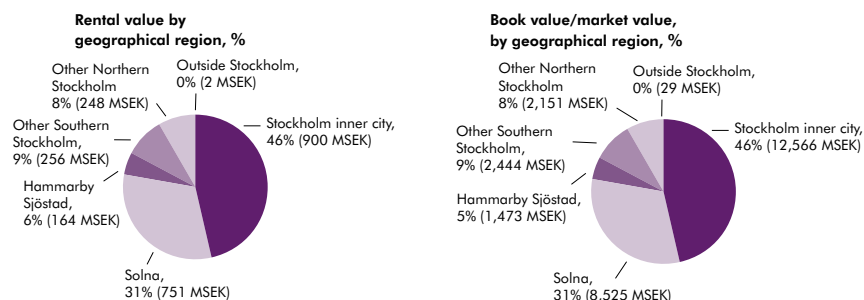 Rental value by
geographical region, %
Other Northern
Stockholm
8% (248 MSEK)
Outside Stockholm,
0% (2 MSEK)
Other Southern
Stockholm,
9% (256 MSEK)
Stockholm inner city,
46% (900 MSEK)
Hammarby
Sjöstad,
6% (164 MSEK)
Solna,
31% (751 MSEK)
Book value/market value,
by geographical region, %
Other Northern
Stockholm
8% (2,151 MSEK)
Outside Stockholm,
0% (29 MSEK)
Other Southern
Stockholm,
9% (2,444 MSEK)
Stockholm inner city,
46% (12,566 MSEK)
Hammarby Sjöstad,
5% (1,473 MSEK)
Solna,
31% (8,525 MSEK)